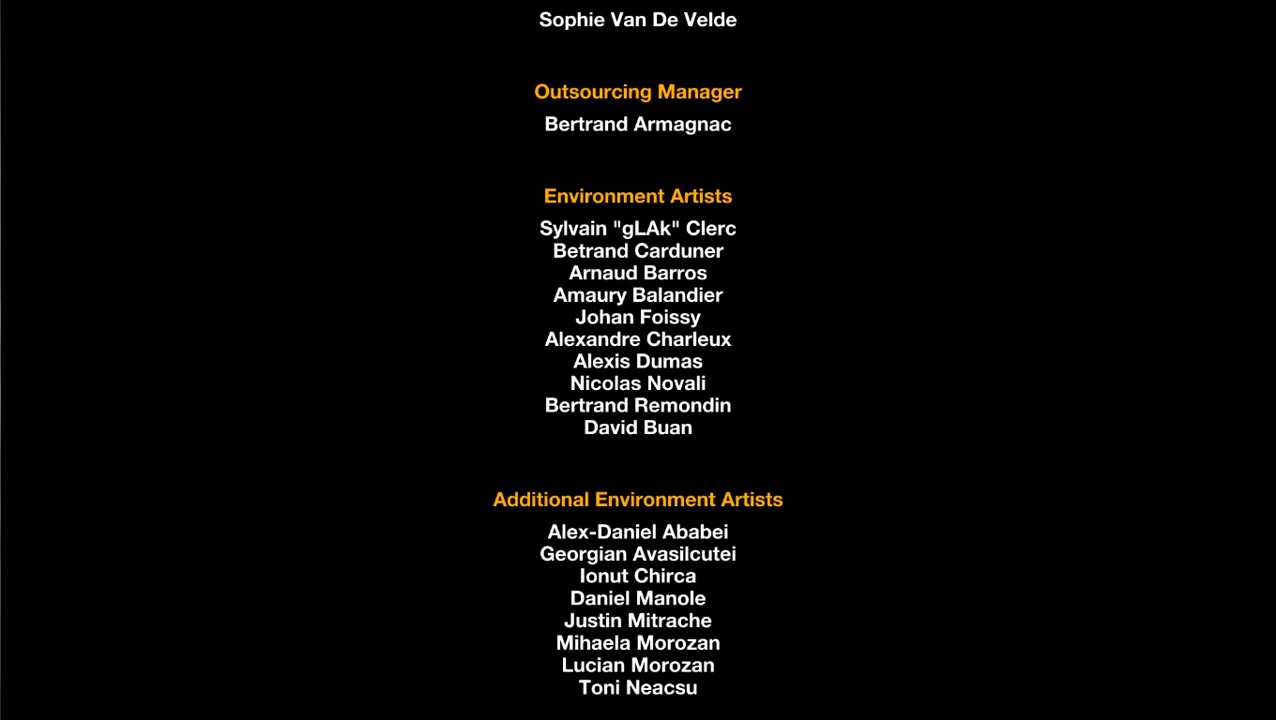 Sophie Van De Velde
Outsourcing Manager
Bertrand Armagnac
Environment Artists
Sylvain "gLAk" Clerc
Betrand Carduner
Arnaud Barros
Amaury Balandier
Johan Foissy
Alexandre Charleux
Alexis Dumas
Nicolas Novali
Bertrand Remondin
David Buan
Additional Environment Artists
Alex-Daniel Ababei
Georgian Avasilcutei
Ionut Chirca
Daniel Manole
Justin Mitrache
Mihaela Morozan
Lucian Morozan
Toni Neacsu